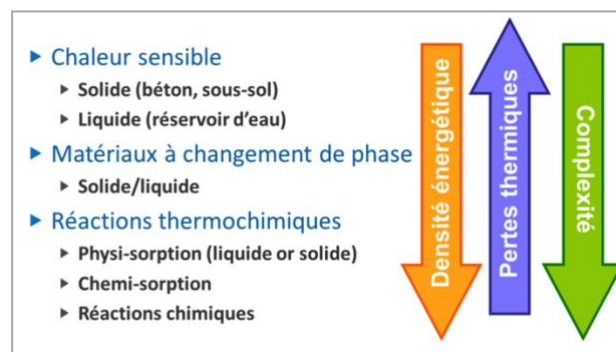 Chaleur sensible
Solide (béton, sous-sol)
Liquide (réservoir d'eau)
Matériaux à changement de phase
Solide/liquide
Réactions thermochimiques
Physi-sorption (liquide or solide)
Chemi-sorption
Réactions chimiques
Densité énergétique
Pertes thermiques
Complexité